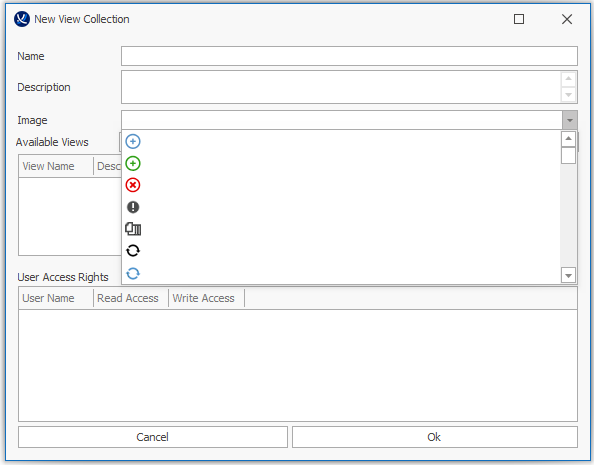 New View Collection
Name
Description
Image
Available Views
View Name Desc
User Access Rights
User Name Read Access Write Access
Cancel Ok